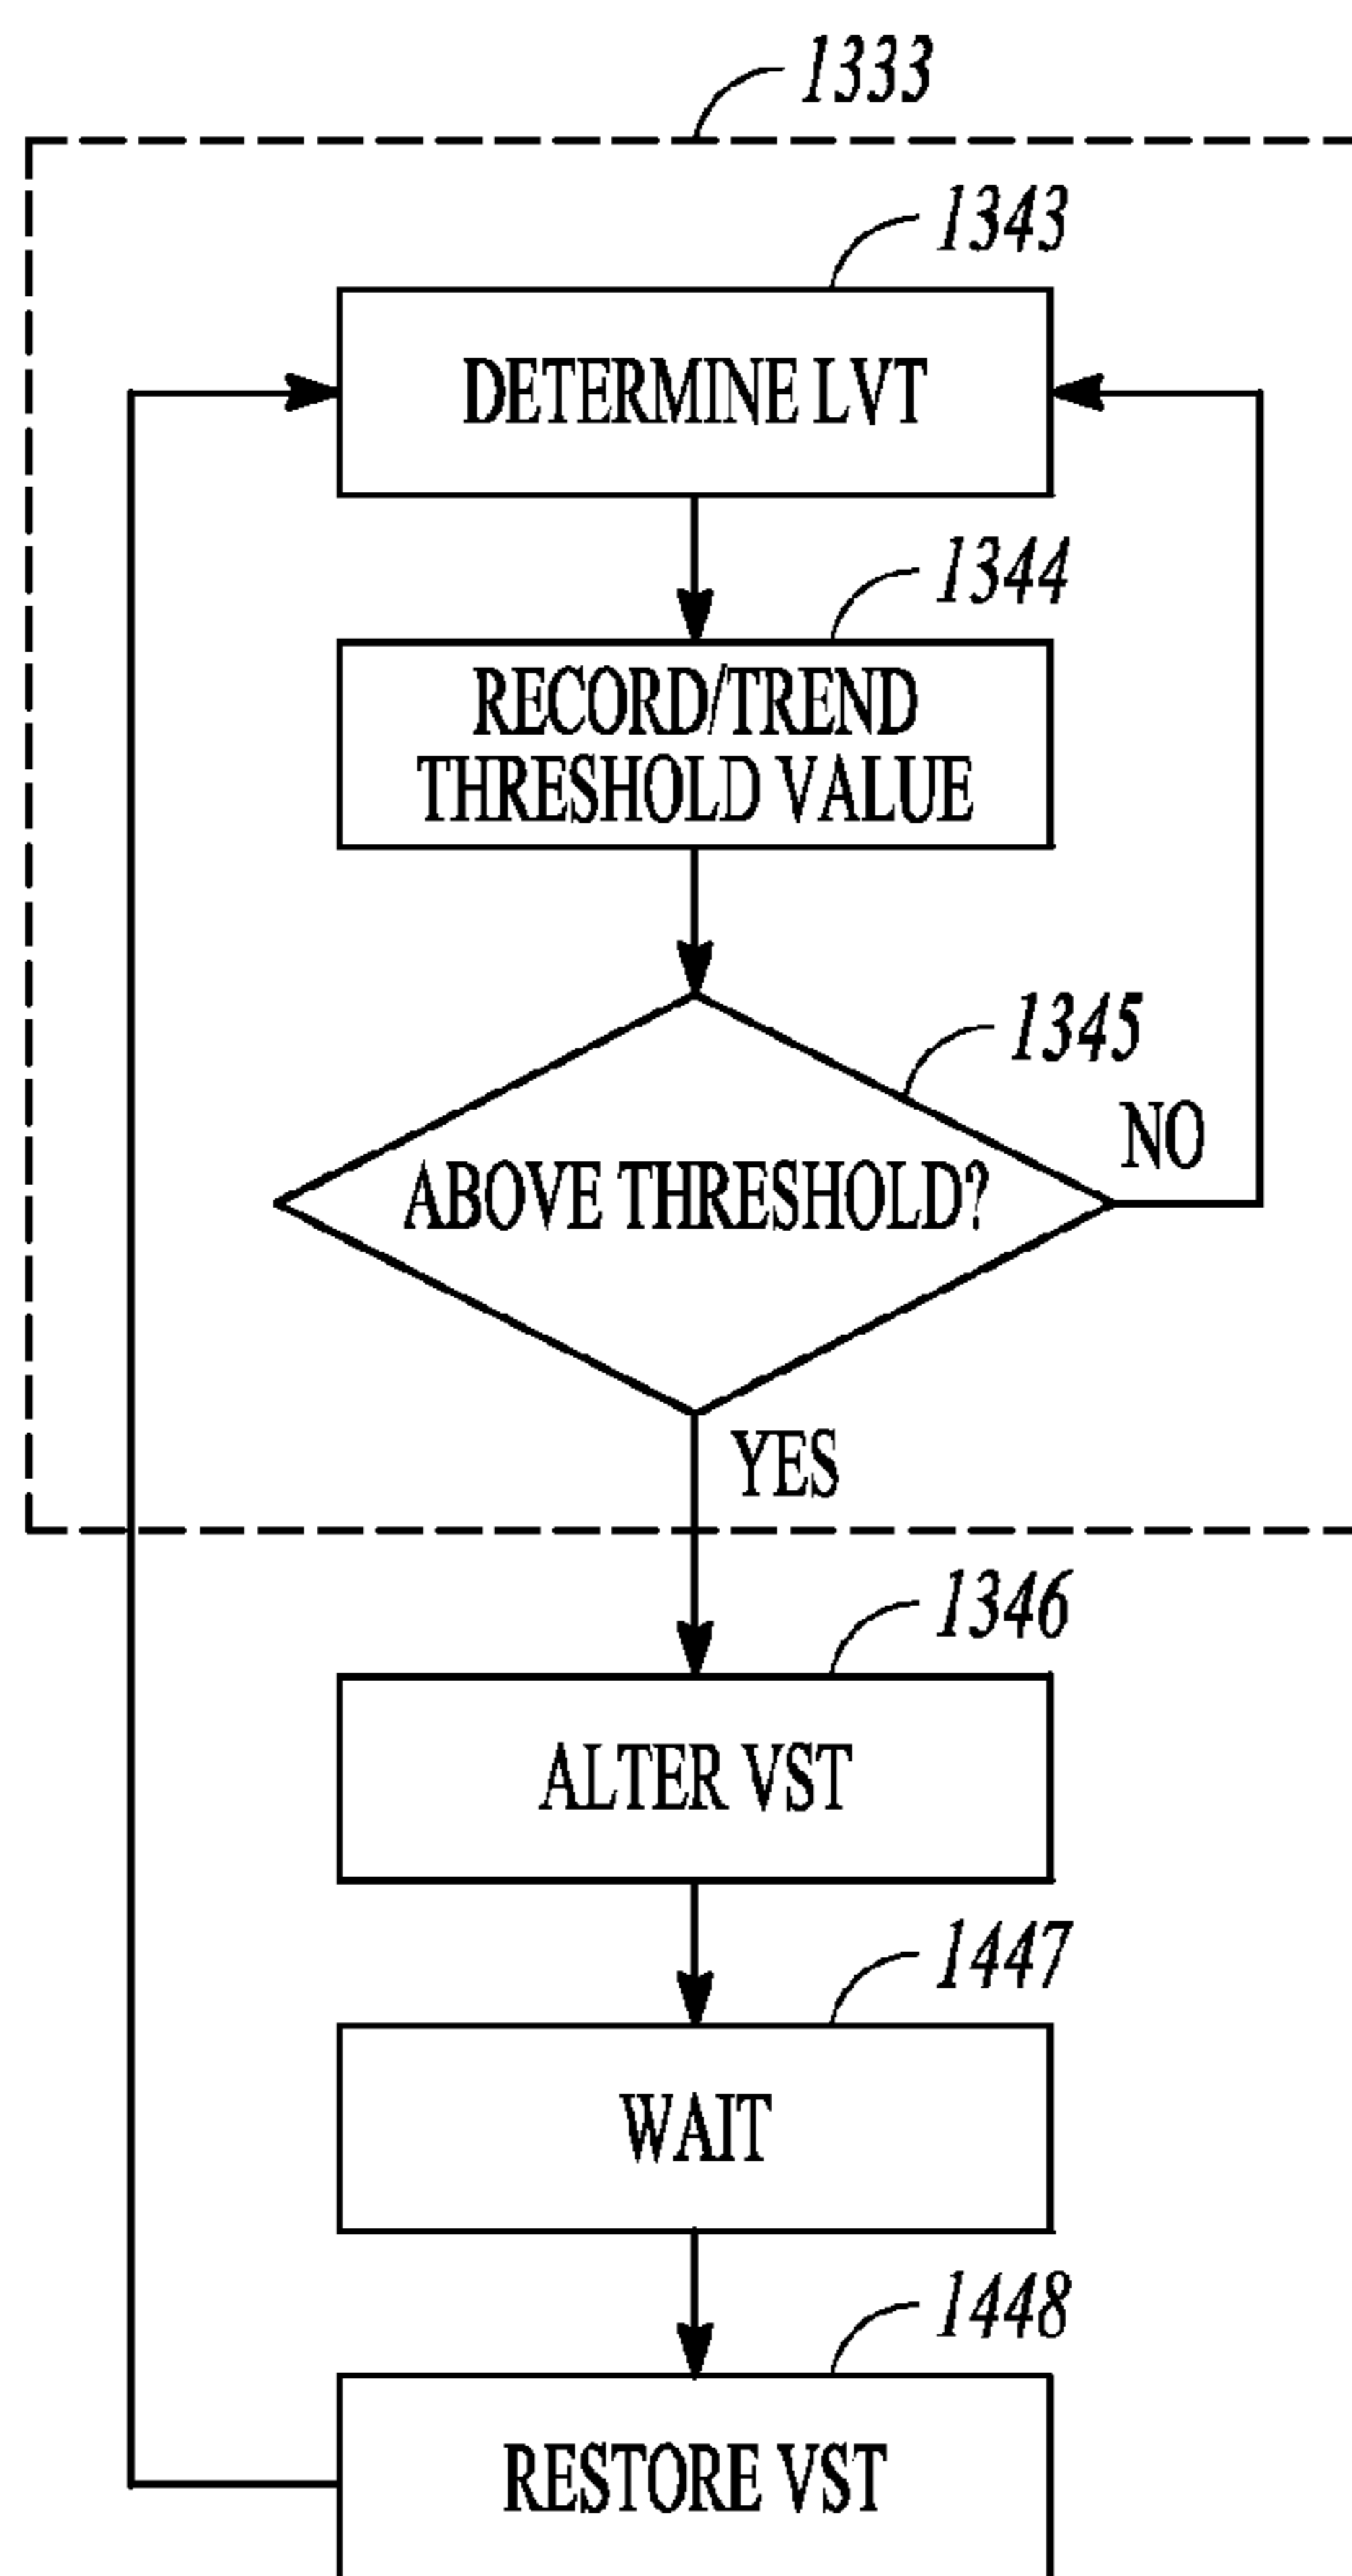 1333
1343
DETERMINE LVT
1344
RECORD/TREND
THRESHOLD VALUE
1345
ABOVE THRESHOLD?
NO
YES
1346
ALTER VST
1447
WAIT
1448
RESTORE VST